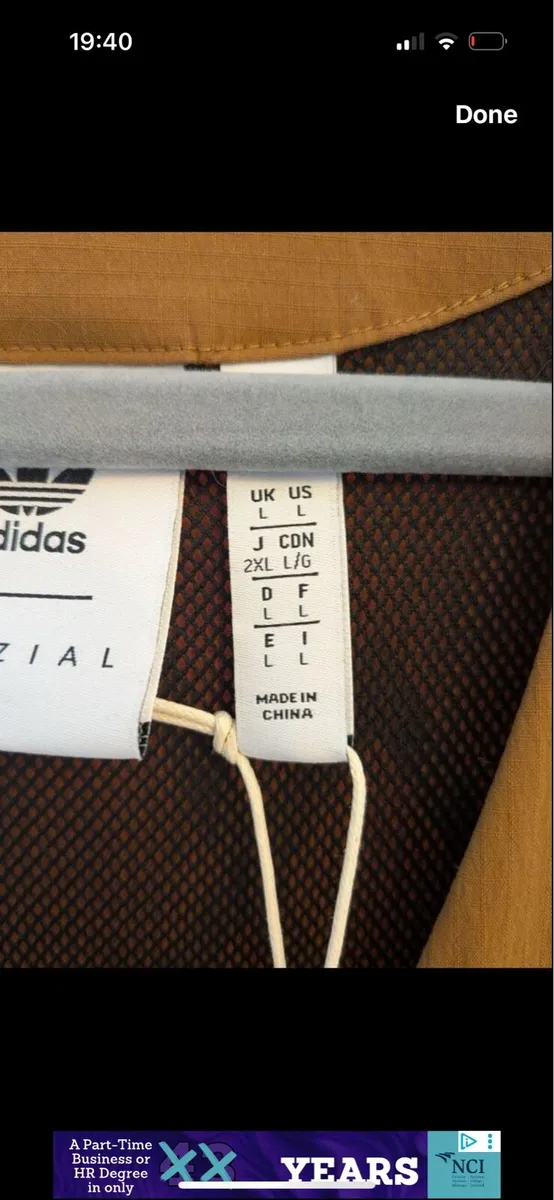 19:40
Done
didas
ZIAL
UK US
L L
J CDN
2XL L/G
D F
L L
E I
L L
MADE IN
CHINA
A Part-Time
Business or
HR Degree
in only
YEARS
NCI